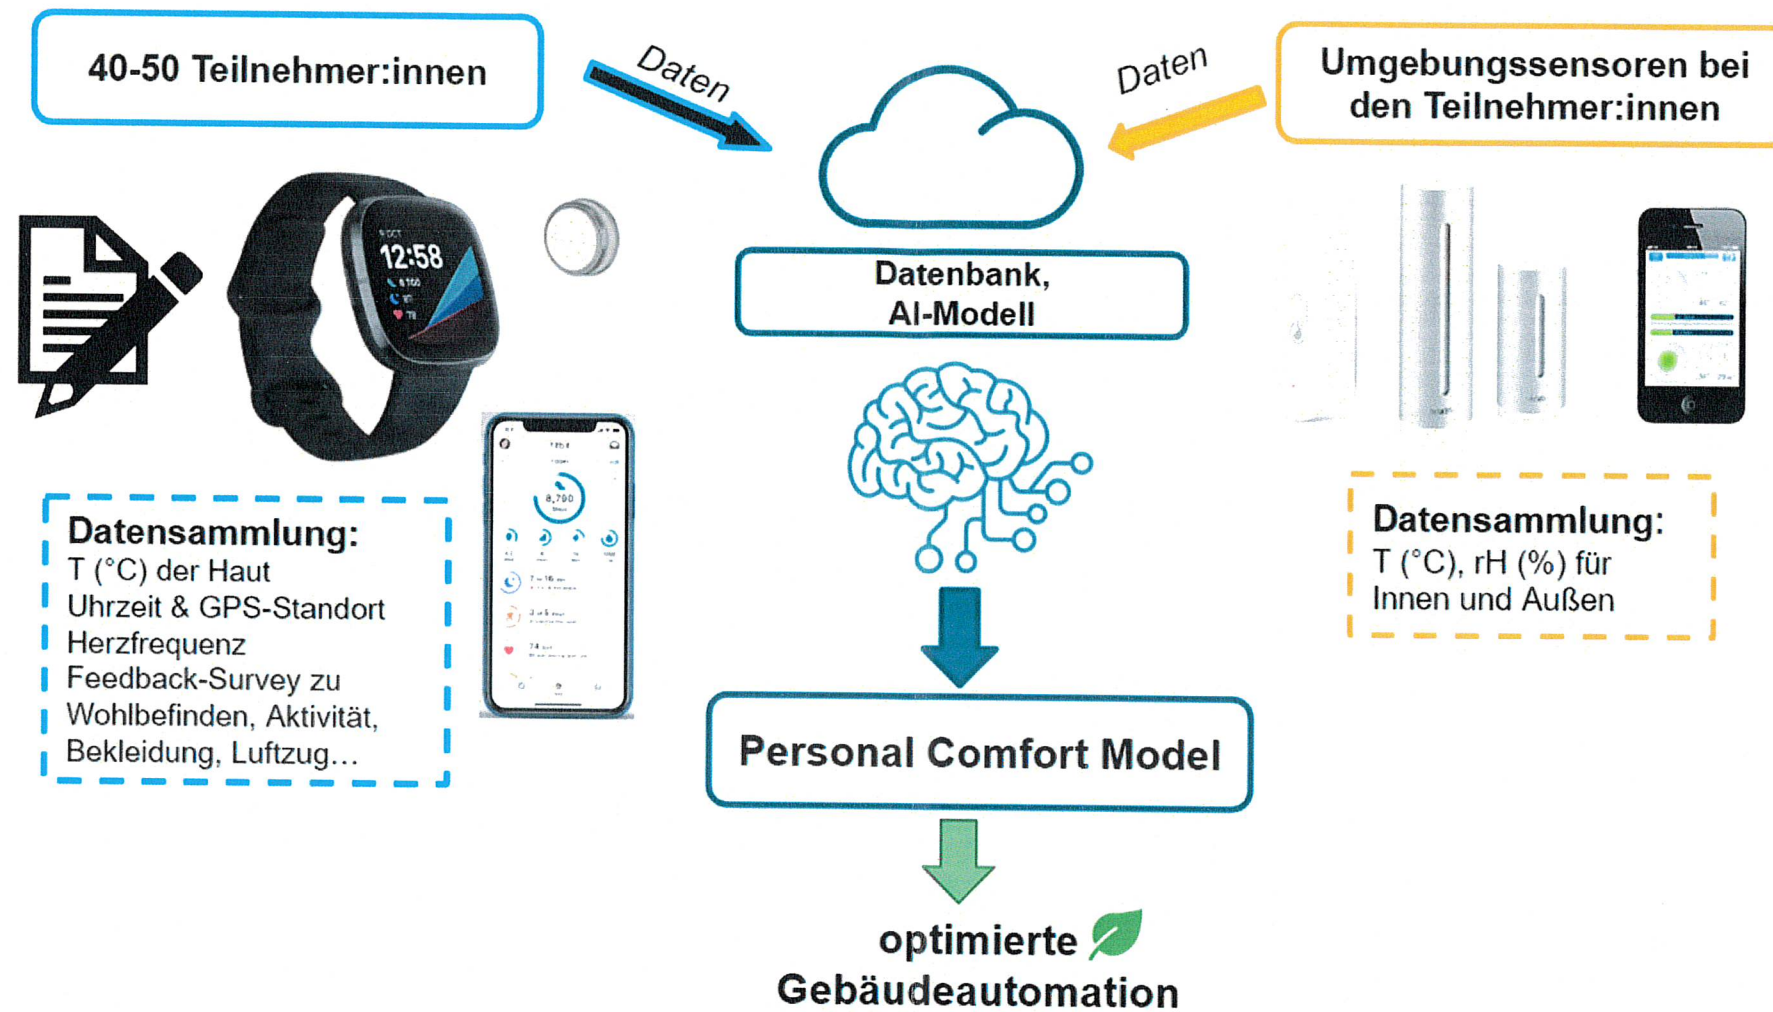 40-50 Teilnehmer:innen
Daten
Daten
Umgebungssensoren bei
den Teilnehmer:innen
12:58
Datenbank,
AI-Modell
8,790
Datensammlung:
T (°C) der Haut
Uhrzeit & GPS-Standort
Herzfrequenz
Feedback-Survey zu
Wohlbefinden, Aktivität,
Bekleidung, Luftzug...
Datensammlung:
T (°C), rH (%) für
Innen und Außen
Personal Comfort Model
optimierte
Gebäudeautomation